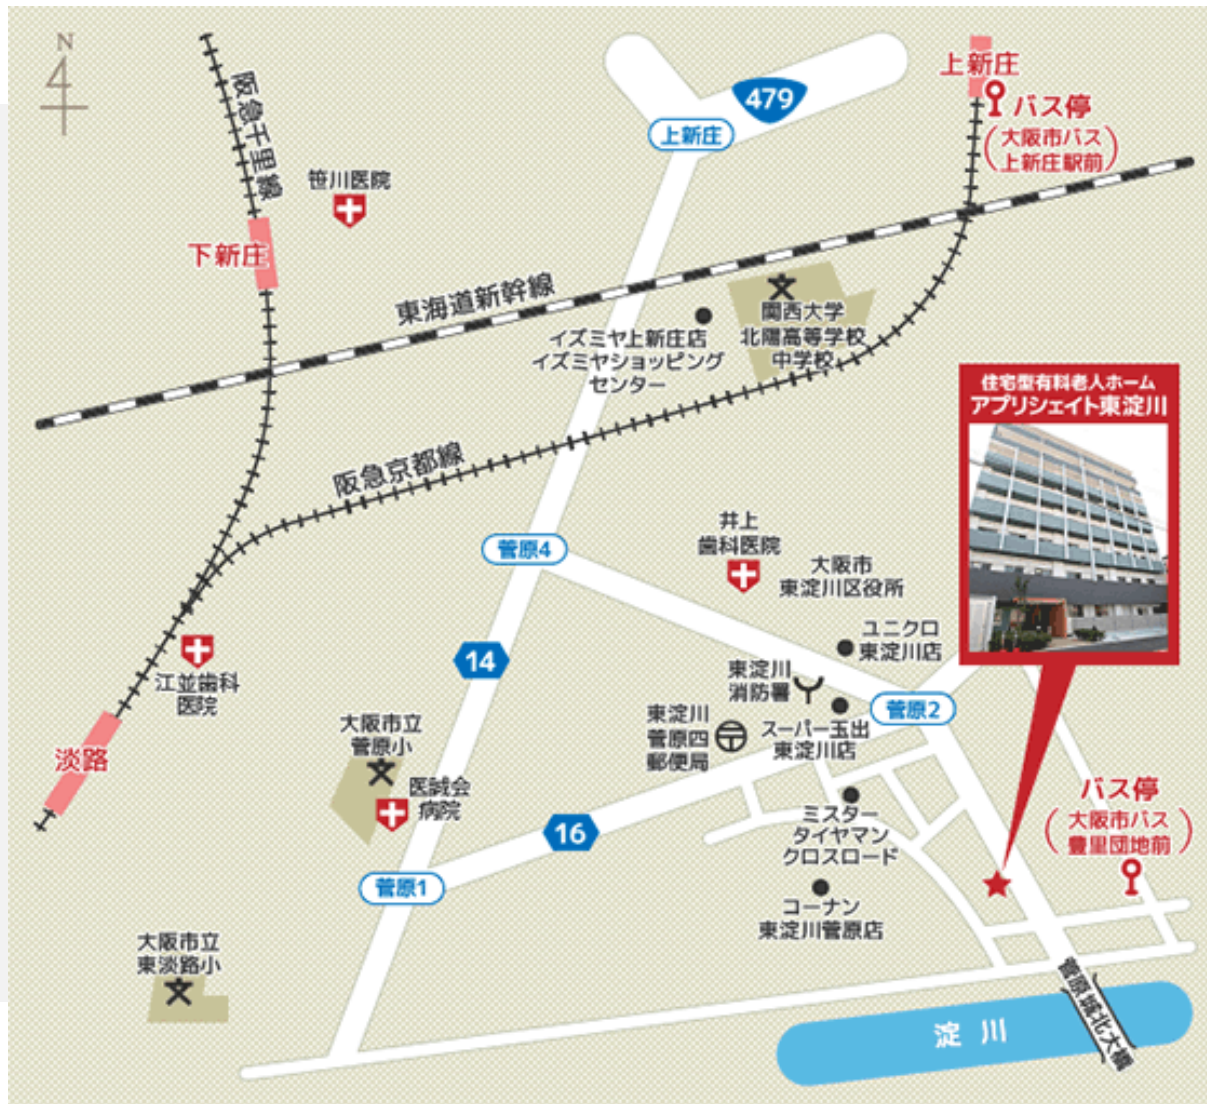 N
阪急千里線
笹川医院
下新庄
479
上新庄
上新庄
バス停
(大阪市バス
上新庄駅前)
東海道新幹線
イズミヤ上新庄店
イズミヤショッピング
センター
関西大学
北陽高等学校
中学校
阪急京都線
住宅型有料老人ホーム
アプリシェイト東淀川
菅原4
井上
歯科医院
大阪市
東淀川区役所
ユニクロ
東淀川店
14
江並歯科
医院
東淀川
消防署
菅原2
大阪市立
菅原小
東淀川
菅原四
郵便局
スーパー玉出
東淀川店
淡路
医誠会
病院
16
ミスター
タイヤマン
クロスロード
バス停
(大阪市バス
豊里団地前)
菅原1
コーナン
東淀川菅原店
大阪市立
東淡路小
菅原城北大橋
淀川